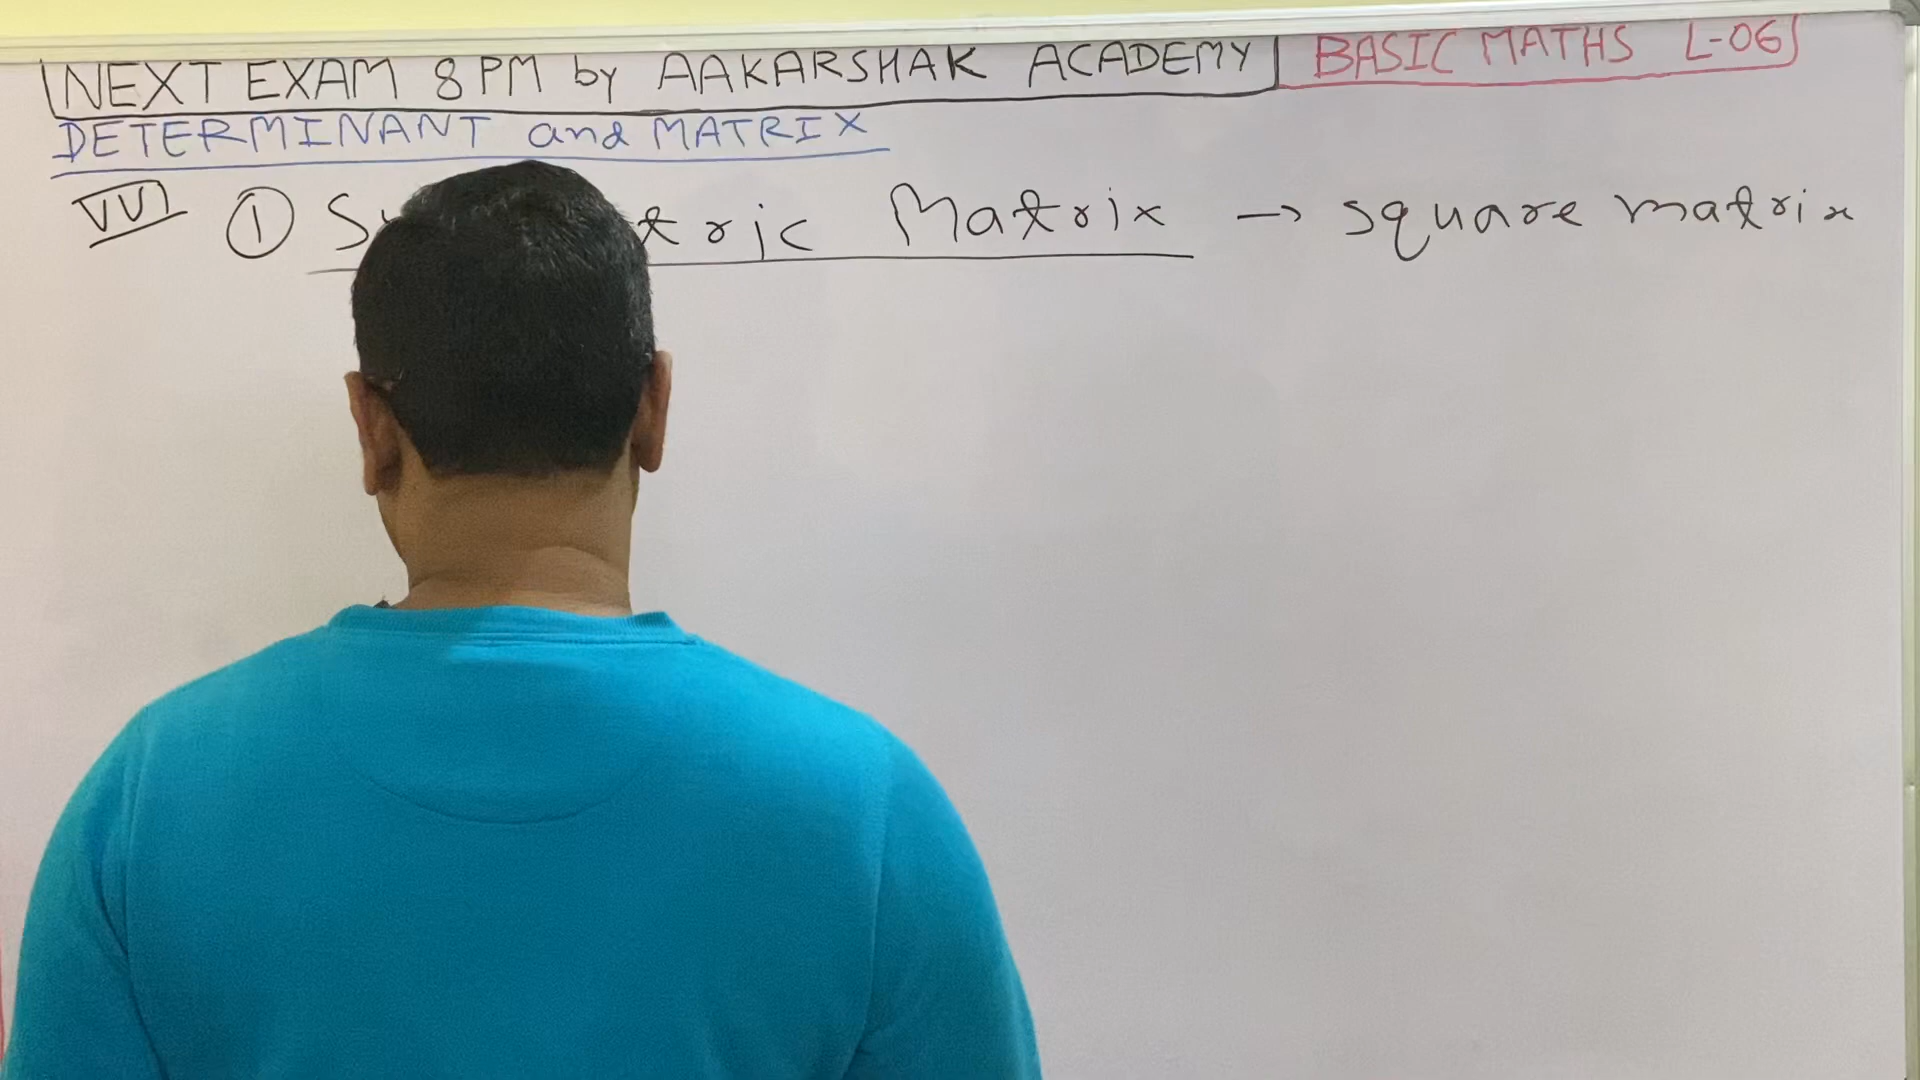 NEXT EXAM 8 PM by AAKARSHAK ACADEMY BASIC MATHS L-06
DETERMINANT and MATRIX
VVI ① Matrix → square matrix